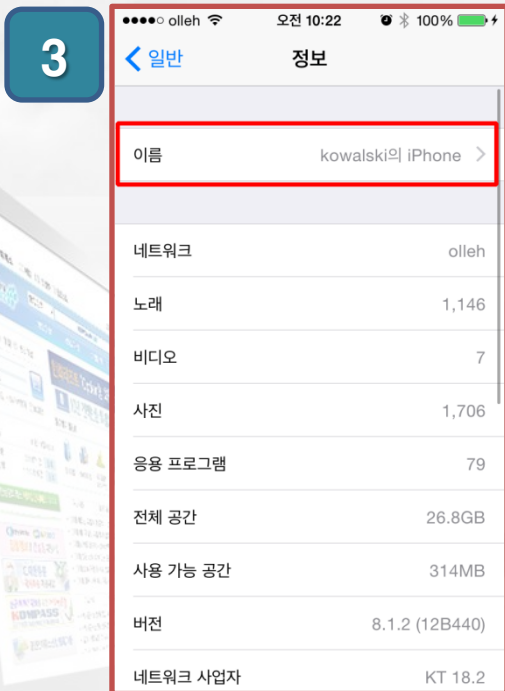 3
olleh 오전 10:22 100%
일반 정보
이름 kowalski의 iPhone
네트워크 olleh
노래 1,146
비디오 7
사진 1,706
응용 프로그램 79
전체 공간 26.8GB
사용 가능 공간 314MB
버전 8.1.2 (12B440)
네트워크 사업자 KT 18.2
KOMPASS